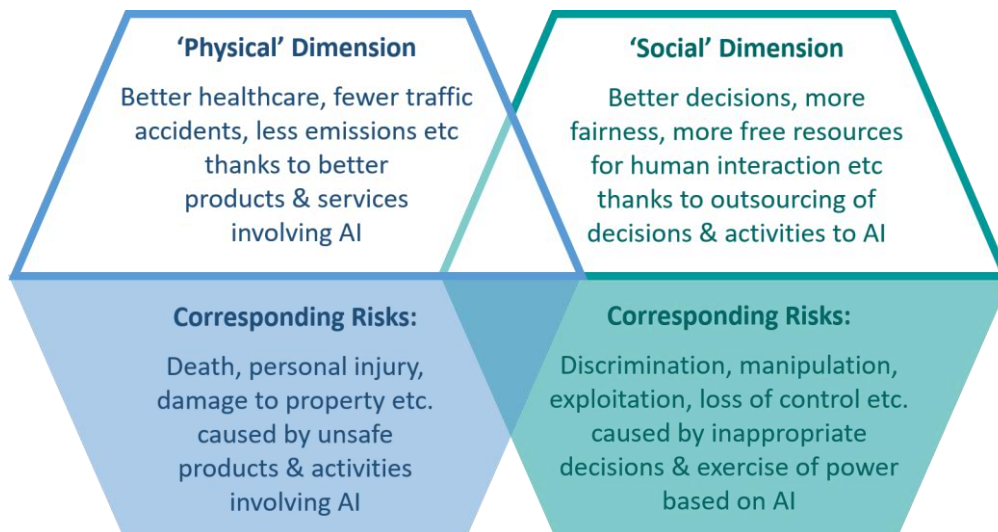 ‘Physical’ Dimension
Better healthcare, fewer traffic
accidents, less emissions etc
thanks to better
products & services
involving AI
‘Social’ Dimension
Better decisions, more
fairness, more free resources
for human interaction etc
thanks to outsourcing of
decisions & activities to AI
Corresponding Risks:
Death, personal injury,
damage to property etc.
caused by unsafe
products & activities
involving AI
Corresponding Risks:
Discrimination, manipulation,
exploitation, loss of control etc.
caused by inappropriate
decisions & exercise of power
based on AI